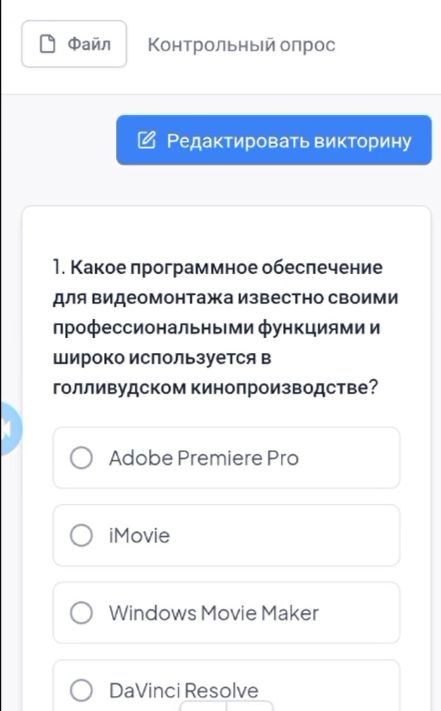 Файл Контрольный опрос
Редактировать викторину
1. Какое программное обеспечение
для видеомонтажа известно своими
профессиональными функциями и
широко используется в
голливудском кинопроизводстве?
Adobe Premiere Pro
iMovie
Windows Movie Maker
DaVinci Resolve